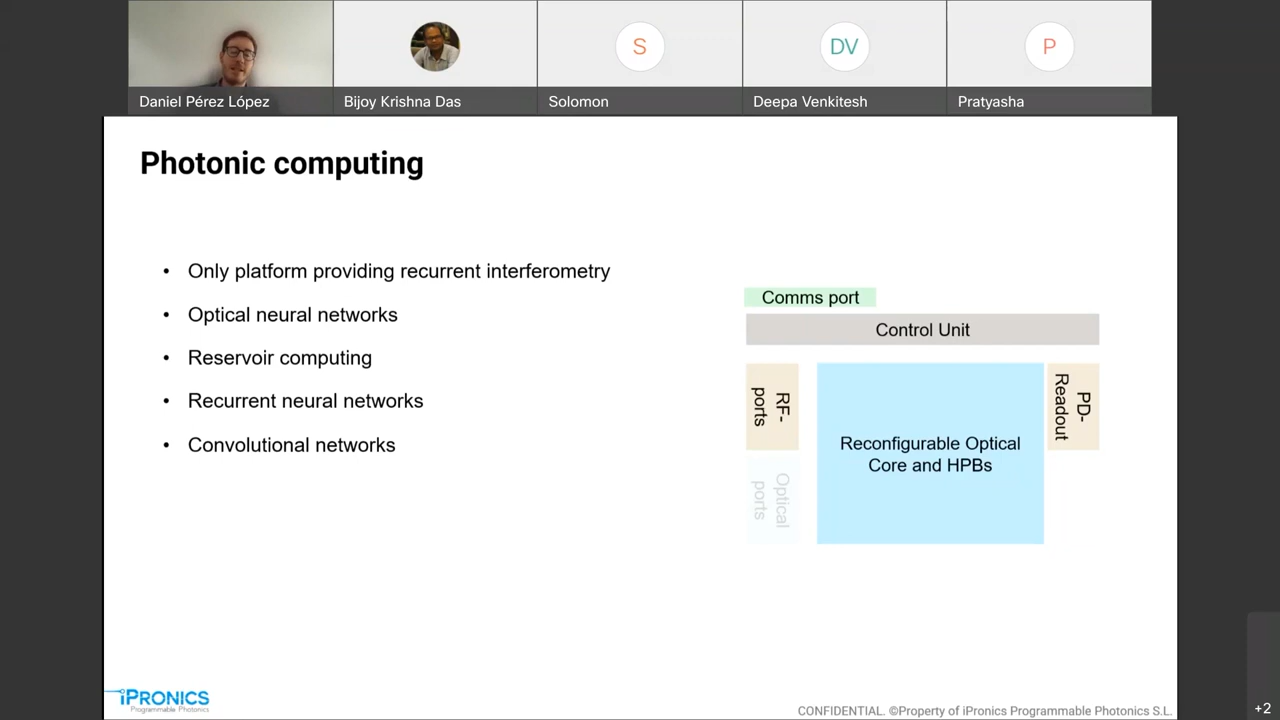 Daniel Pérez López
Bijoy Krishna Das
S
Solomon
DV
Deepa Venkitesh
P
Pratyasha
Photonic computing
• Only platform providing recurrent interferometry
• Optical neural networks
• Reservoir computing
• Recurrent neural networks
• Convolutional networks
Comms port
Control Unit
RF-
ports
Optical
ports
Reconfigurable Optical
Core and HPBs
PD-
Readout
iPRONICS
Programmable Photonics
CONFIDENTIAL. ©Property of iPronics Programmable Photonics S.L.
+2